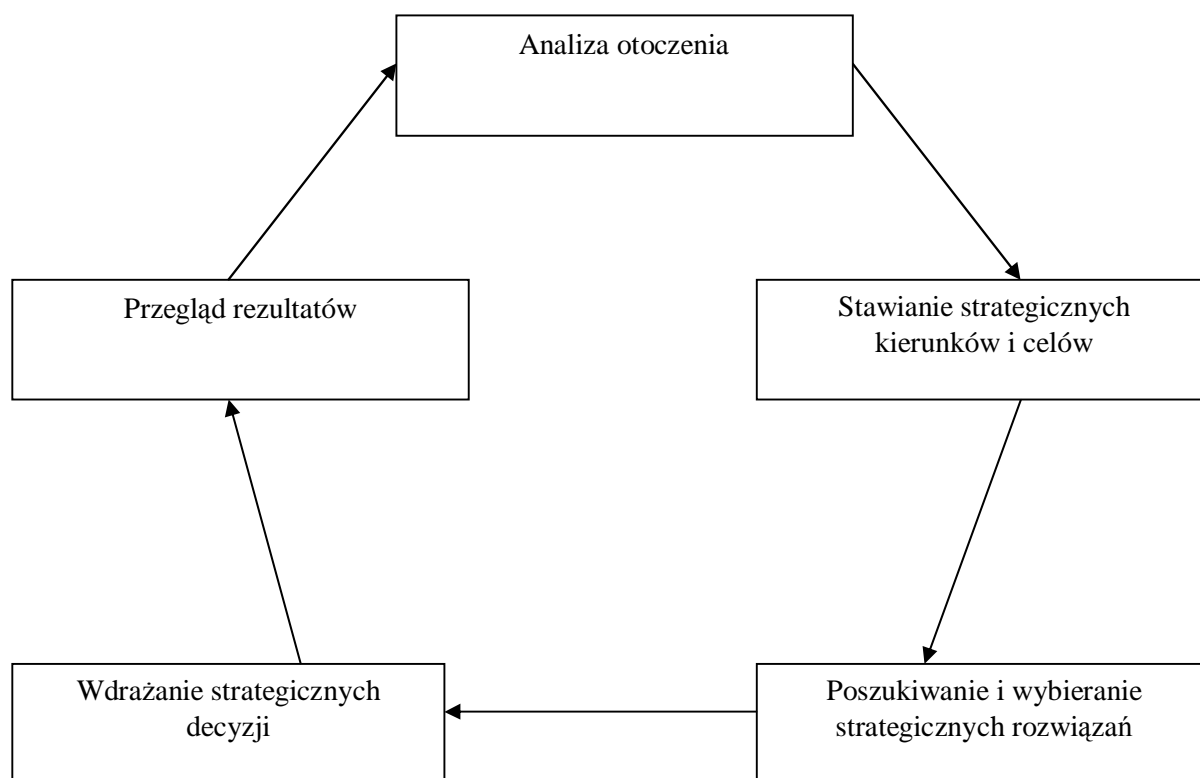 Analiza otoczenia
Przegląd rezultatów
Stawianie strategicznych
kierunków i celów
Wdrażanie strategicznych
decyzji
Poszukiwanie i wybieranie
strategicznych rozwiązań